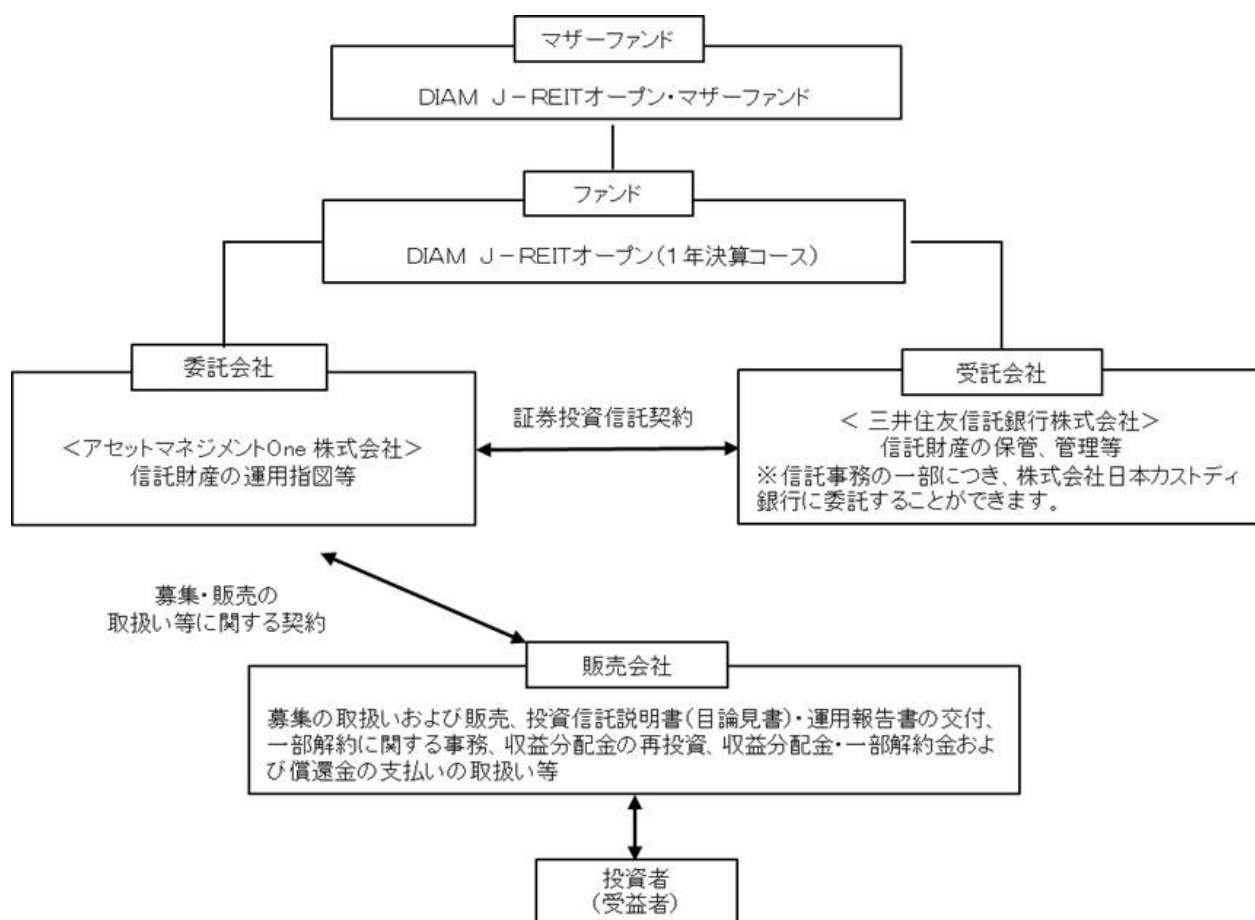 マザーファンド
DIAM J－REITオープン・マザーファンド
ファンド
DIAM J－REITオープン（1年決算コース）
委託会社
＜アセットマネジメントOne 株式会社＞
信託財産の運用指図等
証券投資信託契約
受託会社
＜ 三井住友信託銀行株式会社＞
信託財産の保管、管理等
※信託事務の一部につき、株式会社日本カストディ
銀行に委託することができます。
募集・販売の
取扱い等に関する契約
販売会社
募集の取扱いおよび販売、投資信託説明書（目論見書）・運用報告書の交付、
一部解約に関する事務、収益分配金の再投資、収益分配金・一部解約金およ
び償還金の支払いの取扱い等
投資者
（受益者）